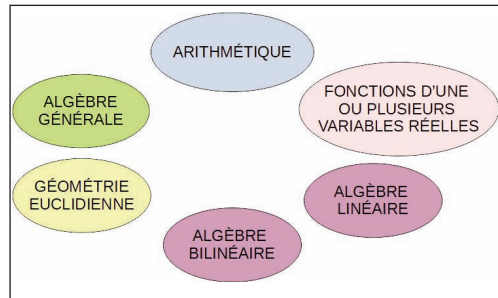 ARITHMÉTIQUE
ALGÈBRE
GÉNÉRALE
FONCTIONS D'UNE
OU PLUSIEURS
VARIABLES RÉELLES
GÉOMÉTRIE
EUCLIDIENNE
ALGÈBRE
LINÉAIRE
ALGÈBRE
BILINÉAIRE